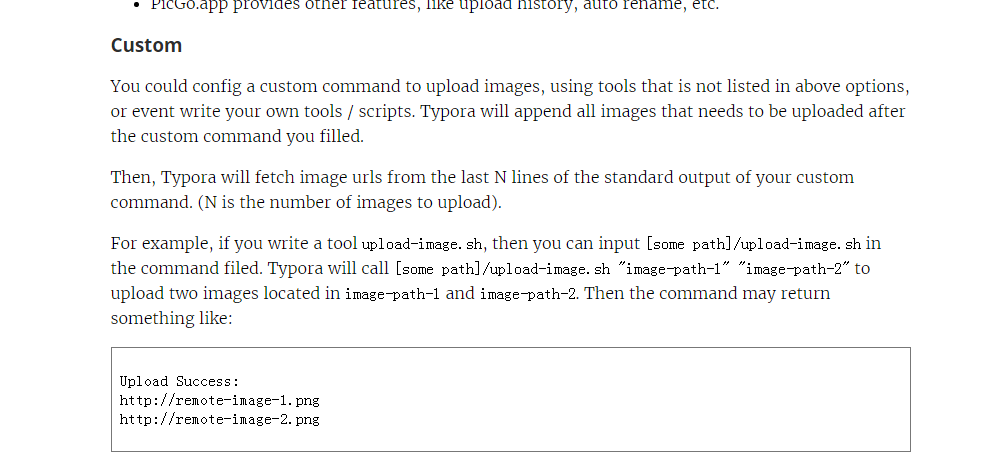 • PicGo.app provides other features, like upload history, auto rename, etc.
Custom
You could config a custom command to upload images, using tools that is not listed in above options,
or event write your own tools / scripts. Typora will append all images that needs to be uploaded after
the custom command you filled.
Then, Typora will fetch image urls from the last N lines of the standard output of your custom
command. (N is the number of images to upload).
For example, if you write a tool upload-image.sh, then you can input [some path]/upload-image.sh in
the command filed. Typora will call [some path]/upload-image.sh "image-path-1" "image-path-2" to
upload two images located in image-path-1 and image-path-2. Then the command may return
something like:
Upload Success:
http://remote-image-1.png
http://remote-image-2.png